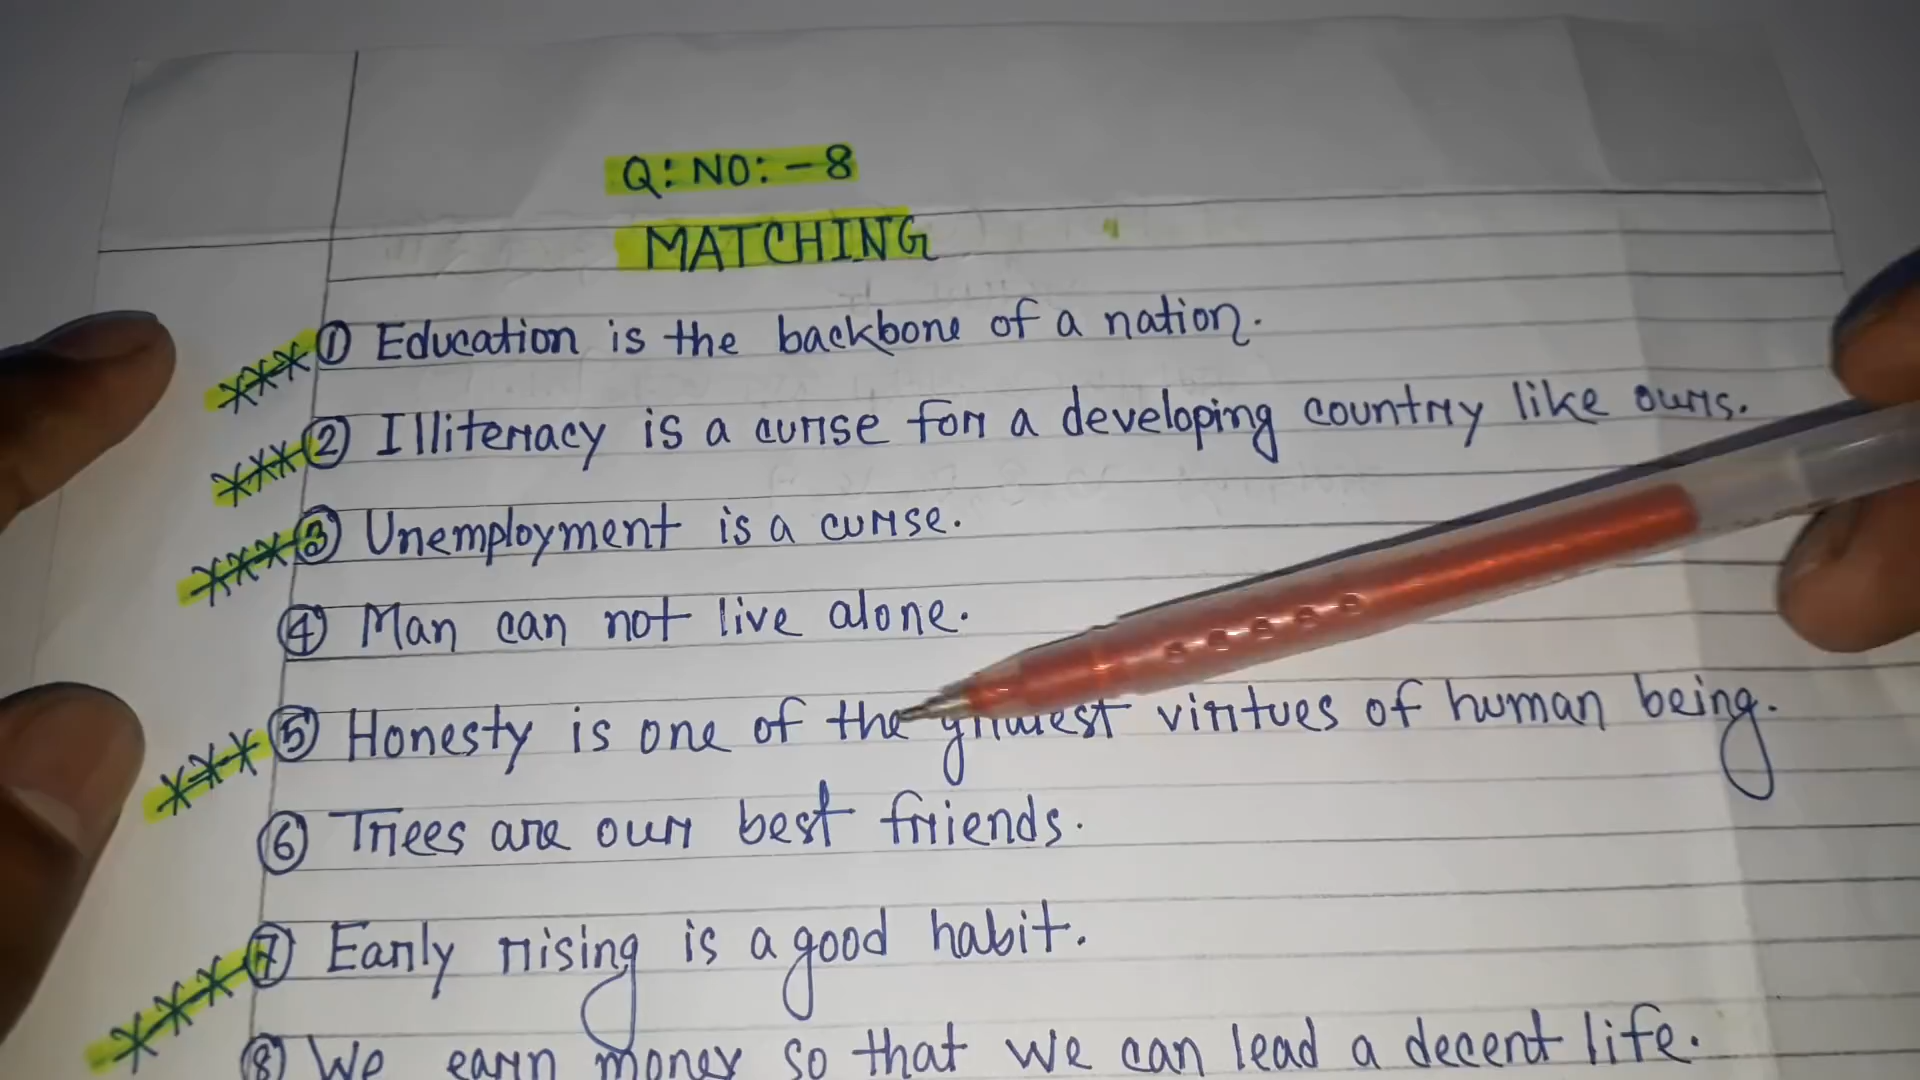 Q: NO: - 8
MATCHING
*** ① Education is the backbone of a nation.
*** ② Illiteracy is a curse for a developing country like ours.
*** ③ Unemployment is a curse.
④ Man can not live alone.
*** ⑤ Honesty is one of the greatest virtues of human being.
⑥ Trees are our best friends.
*** ⑦ Early rising is a good habit.
⑧ We earn money so that we can lead a decent life.